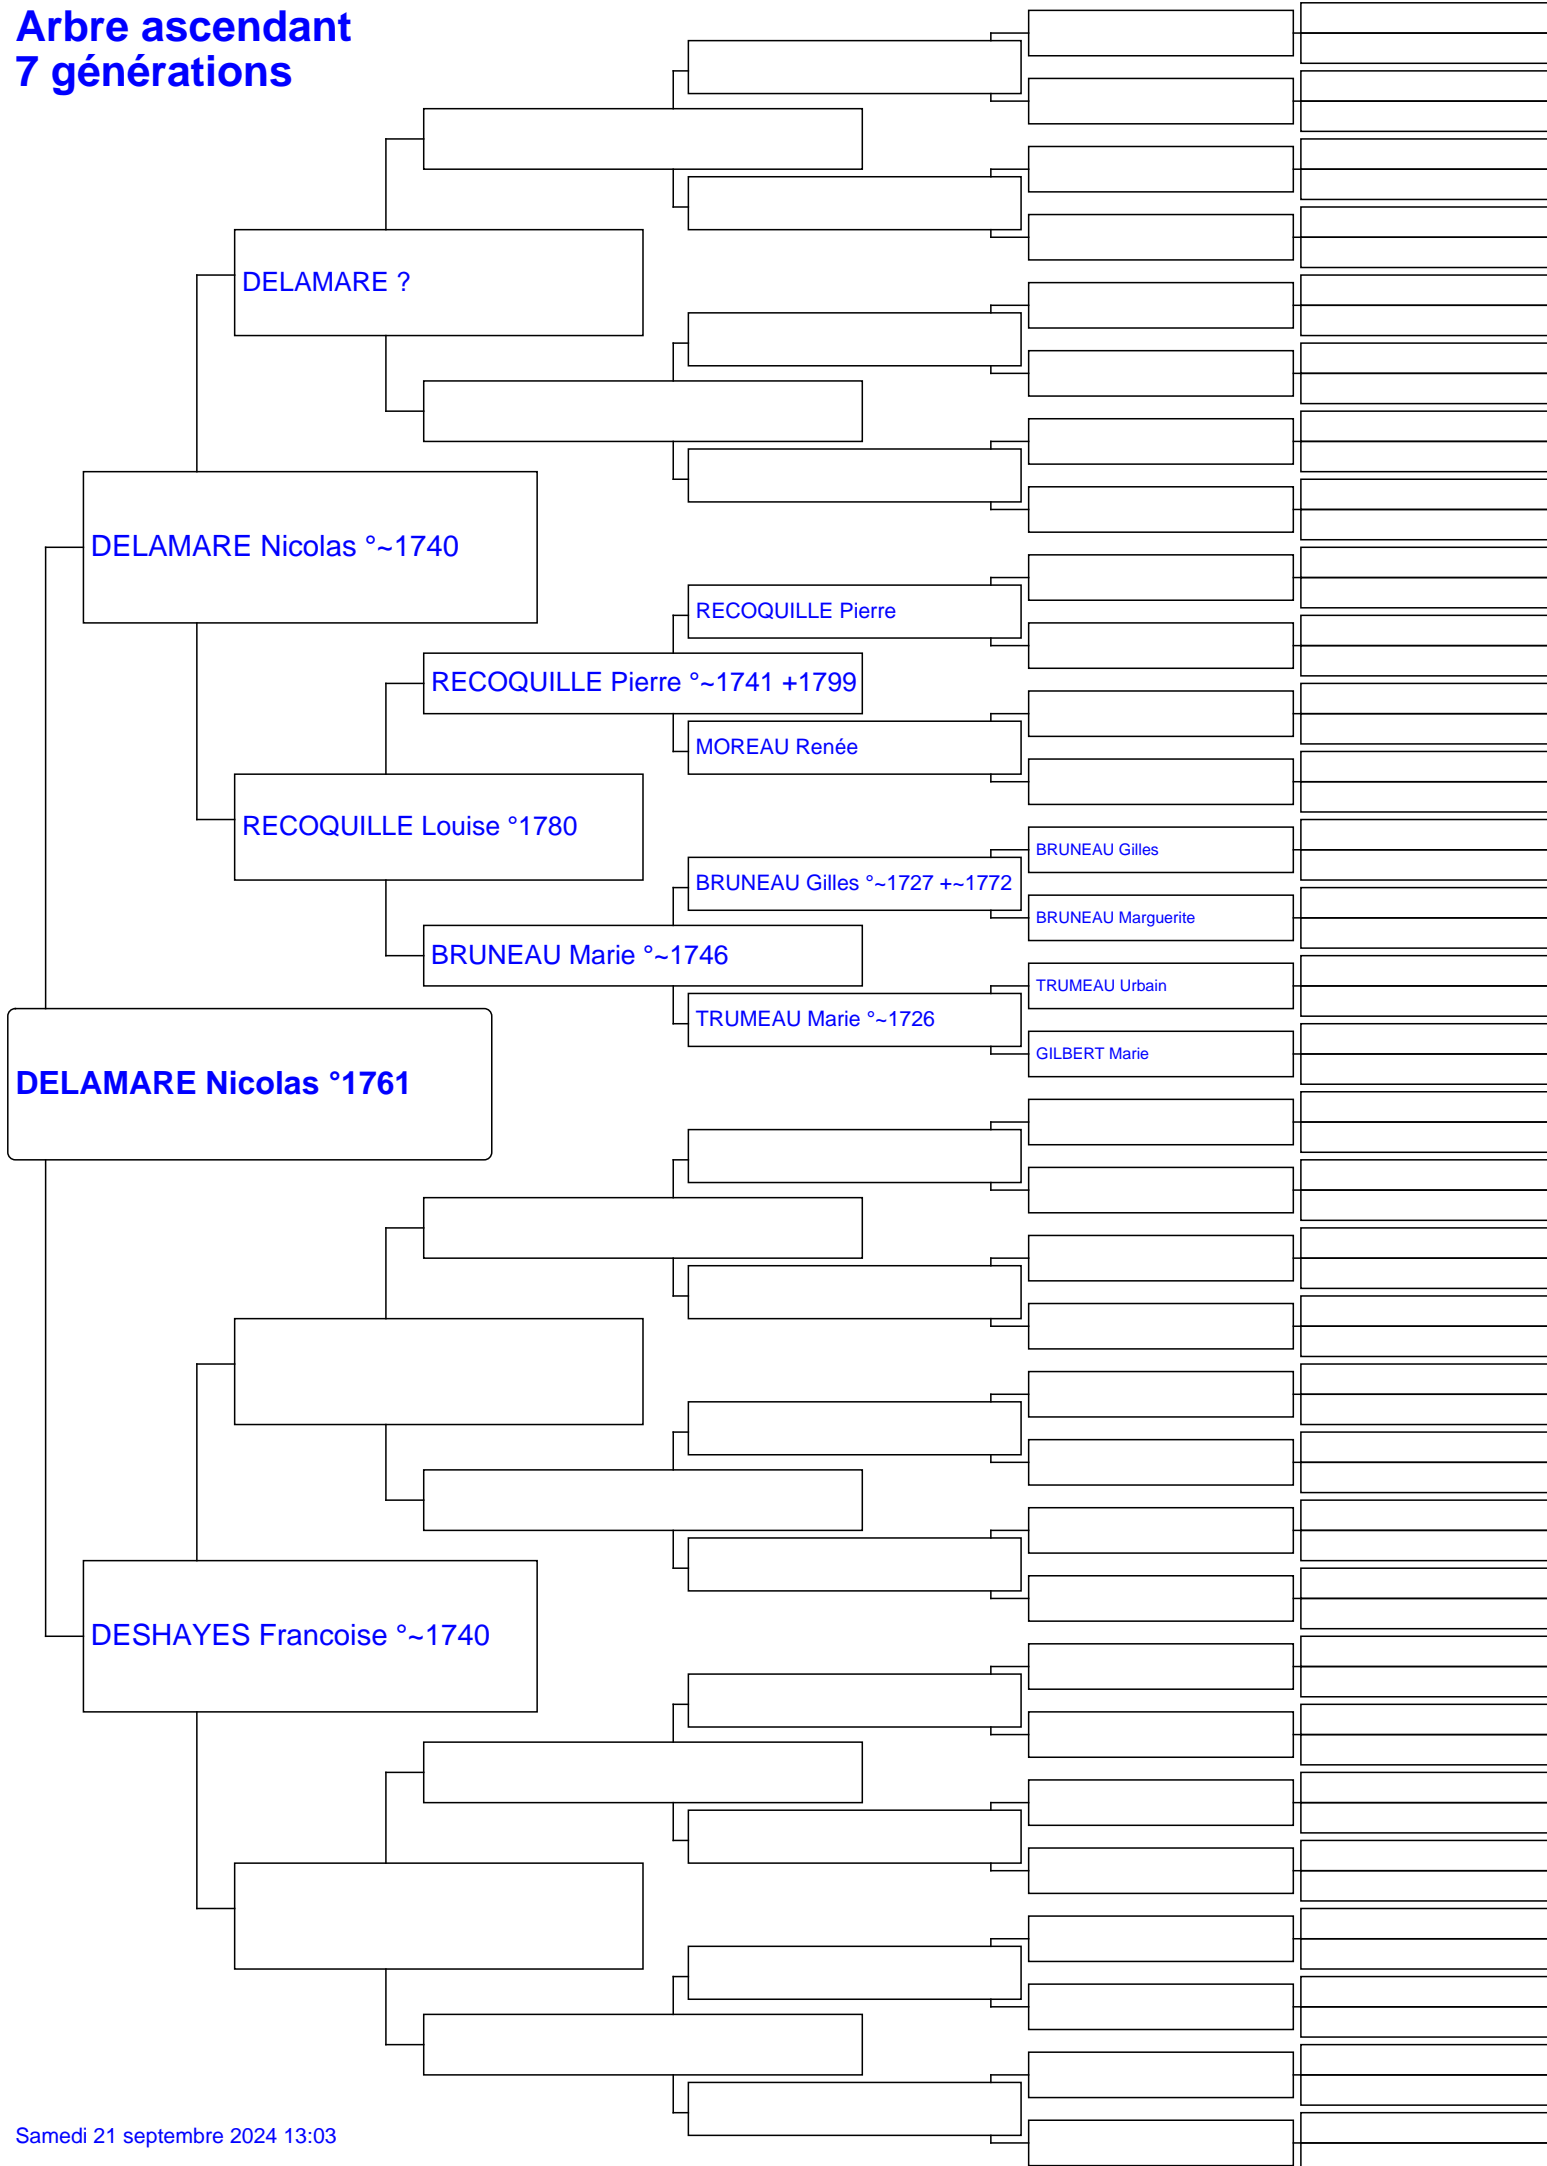 Arbre ascendant
7 générations
DELAMARE ?
DELAMARE Nicolas °~1740
RECOQUILLE Pierre
RECOQUILLE Pierre °~1741 +1799
MOREAU Renée
RECOQUILLE Louise °1780
BRUNEAU Gilles
BRUNEAU Gilles °~1727 +~1772
BRUNEAU Marguerite
BRUNEAU Marie °~1746
TRUMEAU Urbain
TRUMEAU Marie °~1726
GILBERT Marie
DELAMARE Nicolas °1761
DESHAYES Francoise °~1740
Samedi 21 septembre 2024 13:03